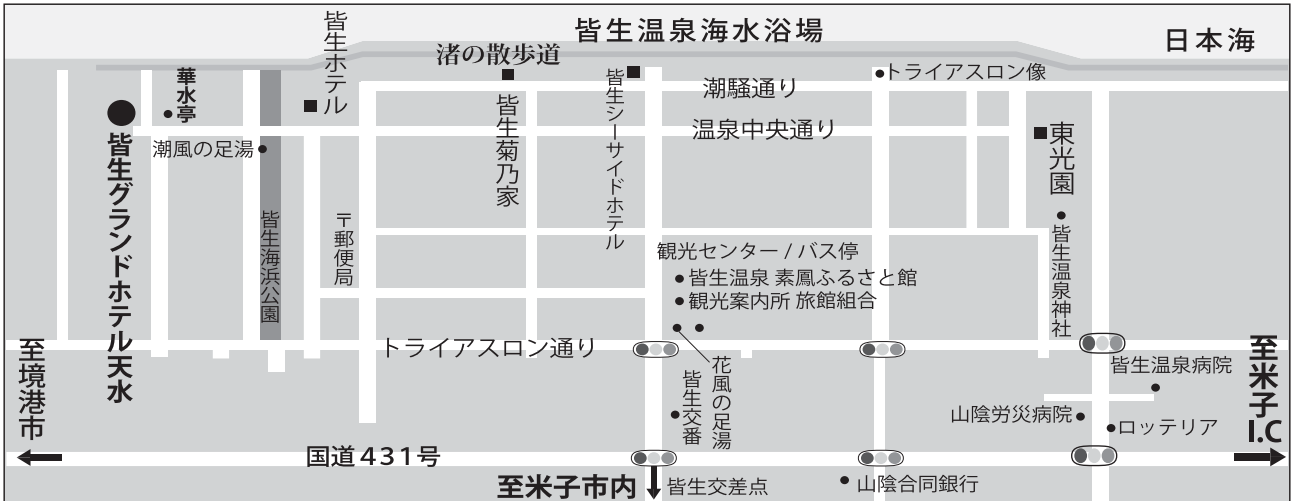 皆生温泉海水浴場
日本海
皆生ホテル
渚の散歩道
華水亭
皆生シーサイドホテル
トライアスロン像
潮騒通り
皆生菊乃家
温泉中央通り
東光園
潮風の足湯
皆生グランドホテル天水
皆生海浜公園
〒郵便局
皆生温泉神社
観光センター / バス停
皆生温泉 素鳳ふるさと館
観光案内所 旅館組合
トライアスロン通り
至境港市
花風の足湯
皆生交番
皆生温泉病院
至米子I.C
山陰労災病院
ロッテリア
国道431号
至米子市内
皆生交差点
山陰合同銀行